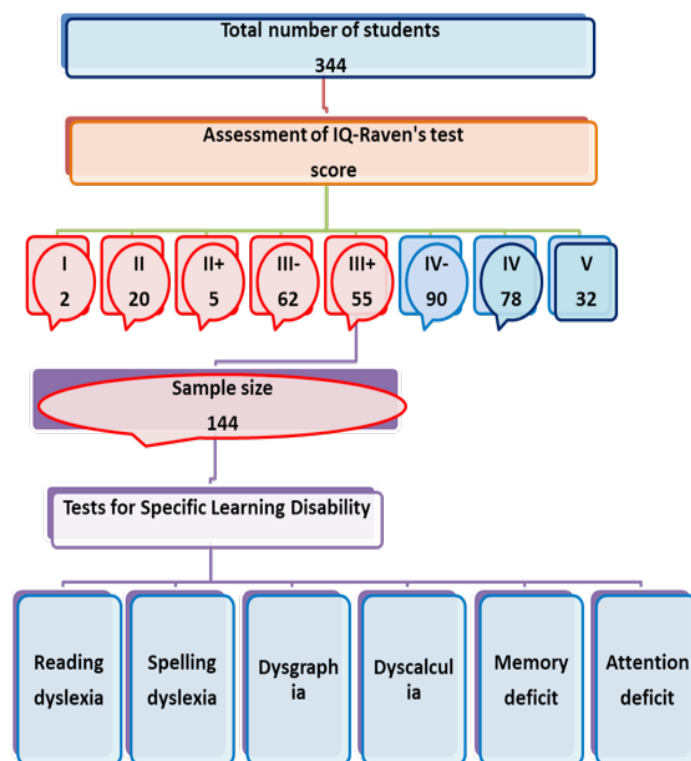 Total number of students
344
Assessment of IQ-Raven's test
score
I
2
II
20
II+
5
III-
62
III+
55
IV-
90
IV
78
V
32
Sample size
144
Tests for Specific Learning Disability
Reading
dyslexia
Spelling
dyslexia
Dysgraph
ia
Dyscalcul
ia
Memory
deficit
Attention
deficit